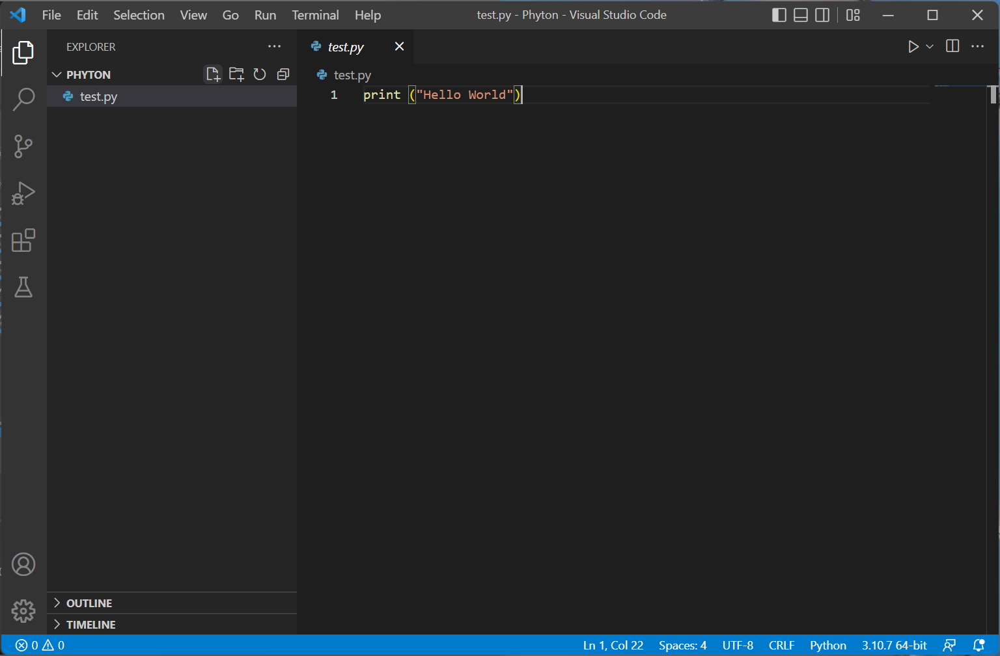 File Edit Selection View Go Run Terminal Help test.py - Phyton - Visual Studio Code
EXPLORER
test.py
PHYTON
test.py
test.py
1 print ("Hello World")
OUTLINE
TIMELINE
0 0 Ln 1, Col 22 Spaces: 4 UTF-8 CRLF Python 3.10.7 64-bit